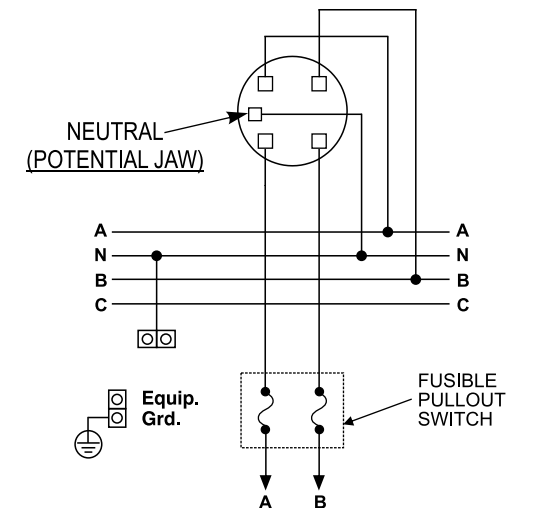 NEUTRAL
(POTENTIAL JAW)
A A
N N
B B
C C
FUSIBLE
PULLOUT
SWITCH
Equip.
Grd.
A B